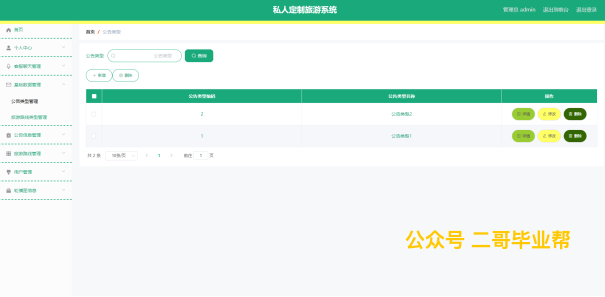 私人定制旅游系统
管理员 admin 退出到前台 退出登录
首页
首页 / 公告类型
个人中心
公告类型 公告类型 查询
客服聊天管理
新增 删除
基础数据管理
公告类型编码 公告类型名称 操作
公告类型管理
2 公告类型2 详情 修改 删除
旅游路线类型管理
1 公告类型1 详情 修改 删除
公告信息管理
共 2 条 10条/页 1 前往 1 页
旅游路线管理
用户管理
轮播图信息
公众号 二哥毕业帮